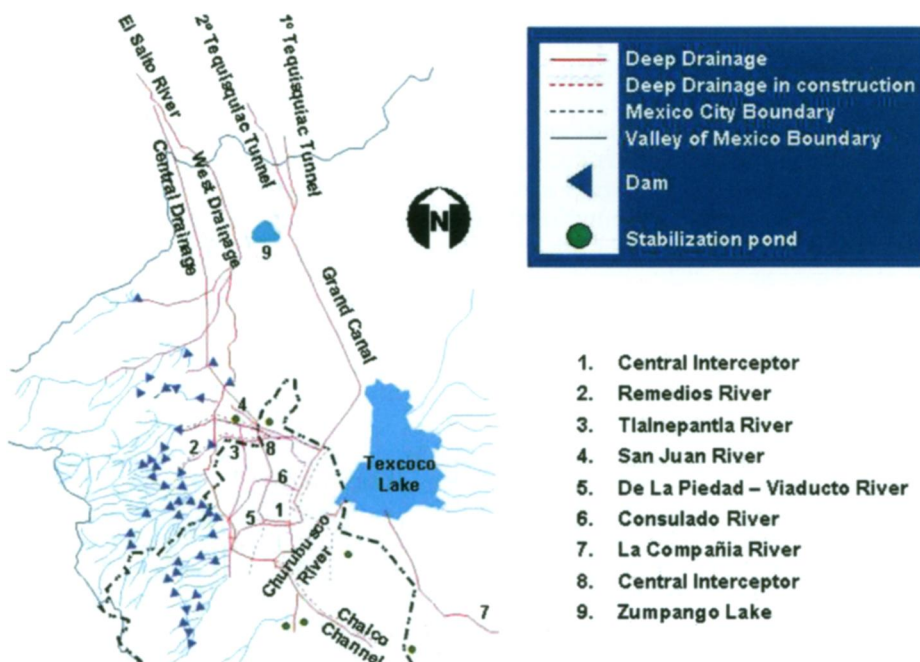 El Salto River
2º Tequisquiac Tunnel
1º Tequisquiac Tunnel
Central Drainage
West Drainage
N
9
Grand Canal
4
2
3
8
6
Texcoco
Lake
1
5
Churubusco
River
Chalco
Channel
7
Deep Drainage
Deep Drainage in construction
Mexico City Boundary
Valley of Mexico Boundary
Dam
Stabilization pond
1. Central Interceptor
2. Remedios River
3. Tlalnepantla River
4. San Juan River
5. De La Piedad – Viaducto River
6. Consulado River
7. La Compañia River
8. Central Interceptor
9. Zumpango Lake